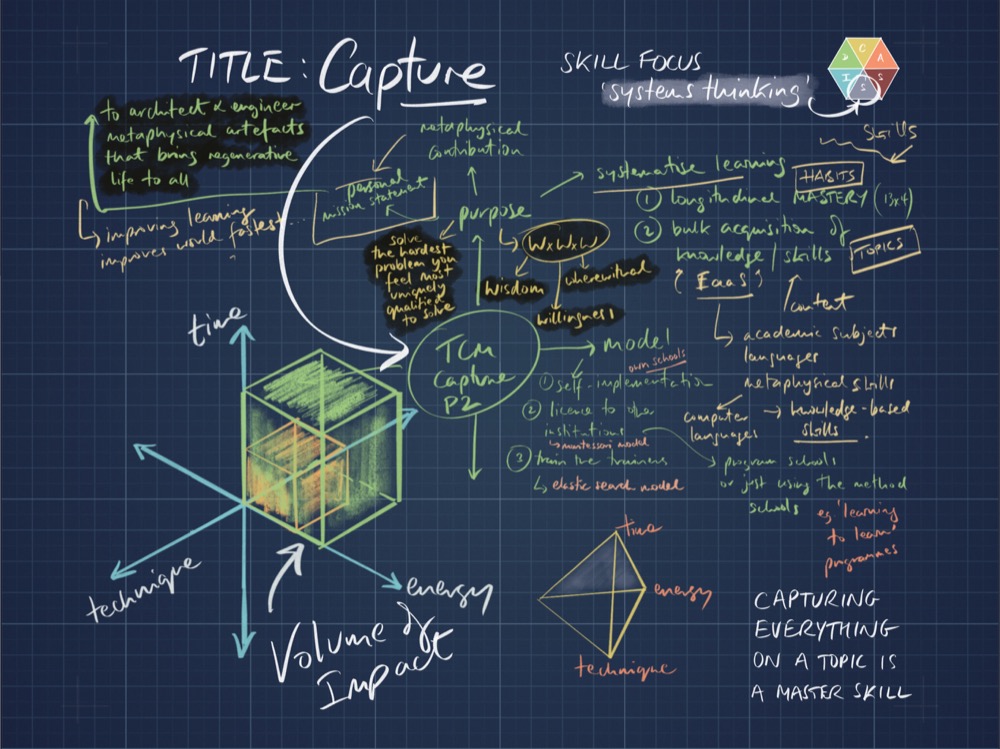 TITLE: Capture
SKILL FOCUS
'systems thinking'
D C A
I S S
SKILLS
to architect & engineer
metaphysical artefacts
that bring regenerative
life to all
improving learning
improves world fastest...
metaphysical
contribution
personal
mission statement
purpose
solve
the hardest
problem you
feel most
uniquely
qualified
to solve
WxWxW
Wisdom
wherewithal
willingness
systematise learning
HABITS
1 longitudinal MASTERY (13x4)
2 bulk acquisition of
knowledge/skills
TOPICS
(EaaS)
content
academic subjects
languages
metaphysical skills
computer
languages
knowledge-based
skills.
TCM
Capture
P2
model
own schools
1 self-implementation
2 licence to other
institutions
montessori model
3 train the trainers
elastic search model
program schools
or just using the method
schools
eg 'learning
to learn'
programmes
time
technique
energy
Volume of
Impact
time
energy
technique
CAPTURING
EVERYTHING
ON A TOPIC IS
A MASTER SKILL